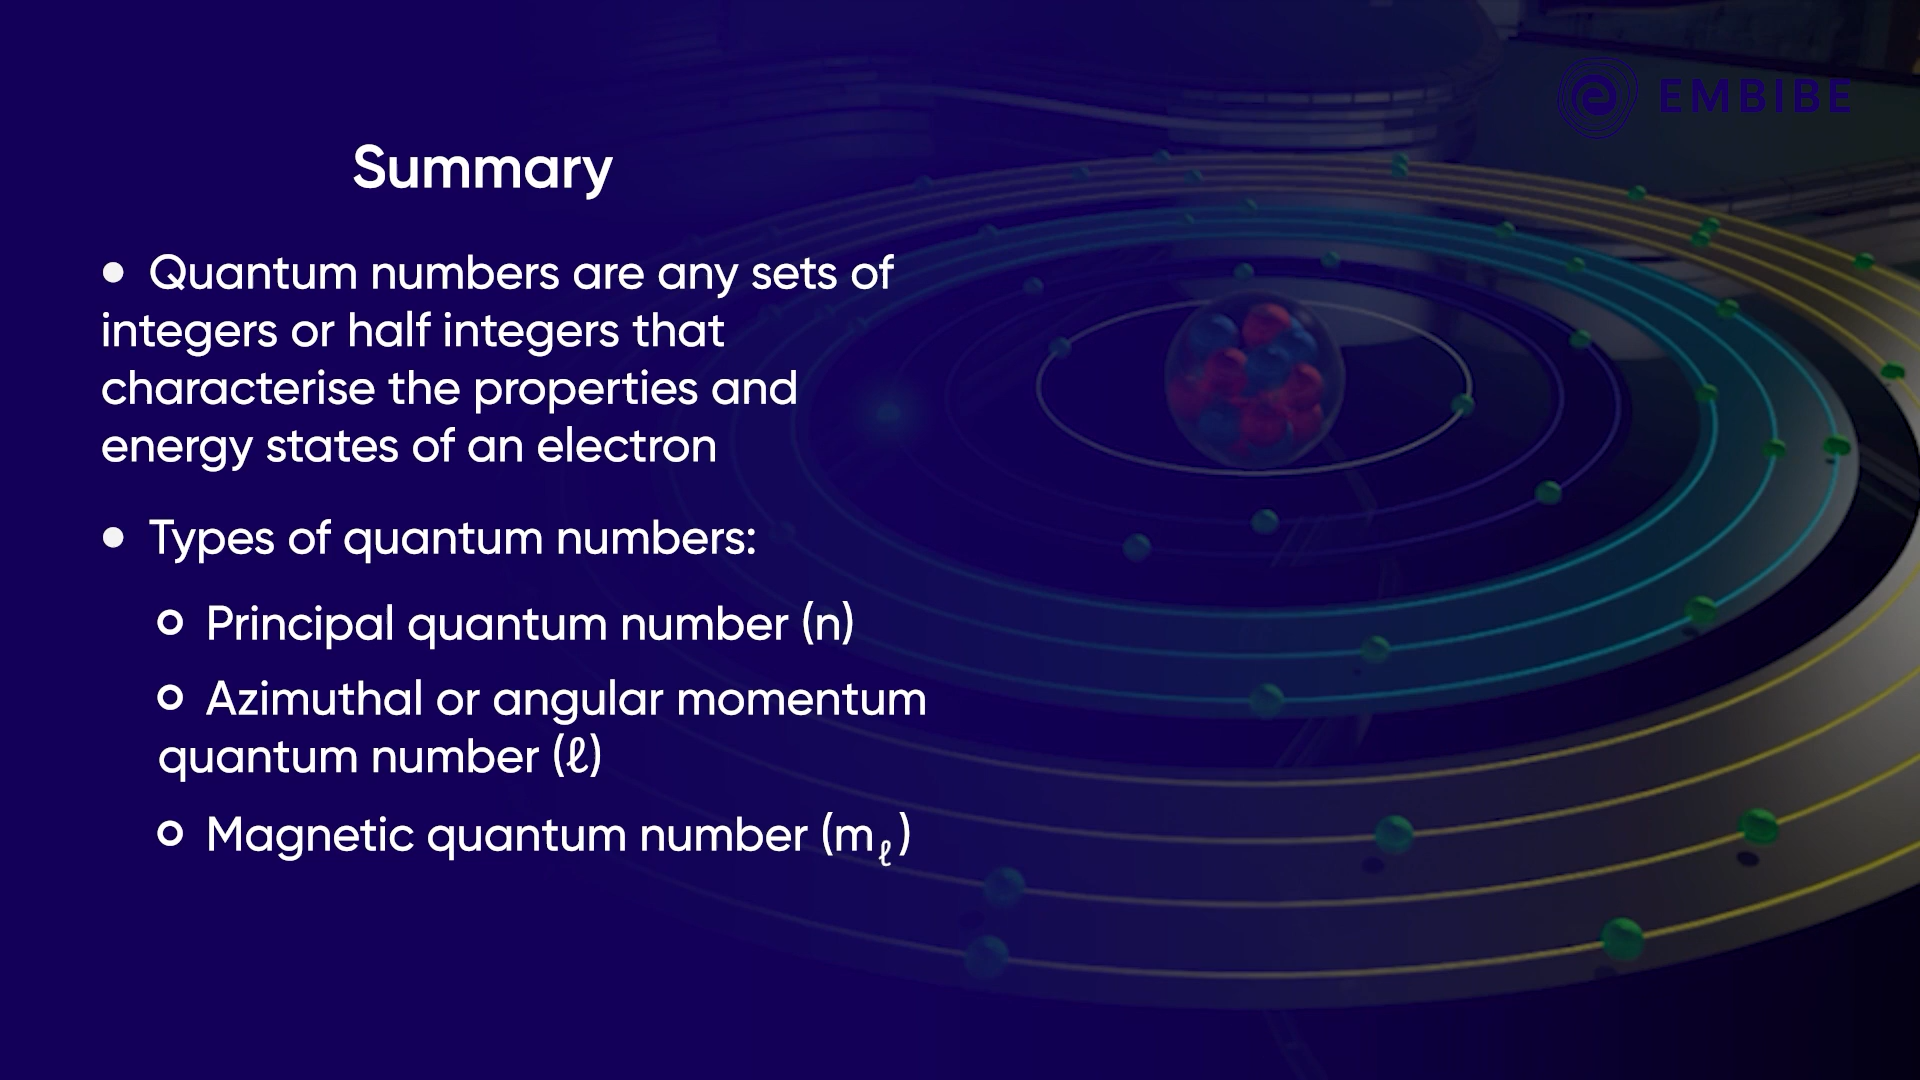 EMBIBE
Summary
• Quantum numbers are any sets of
integers or half integers that
characterise the properties and
energy states of an electron
• Types of quantum numbers:
○ Principal quantum number (n)
○ Azimuthal or angular momentum
quantum number (ℓ)
○ Magnetic quantum number (mℓ)